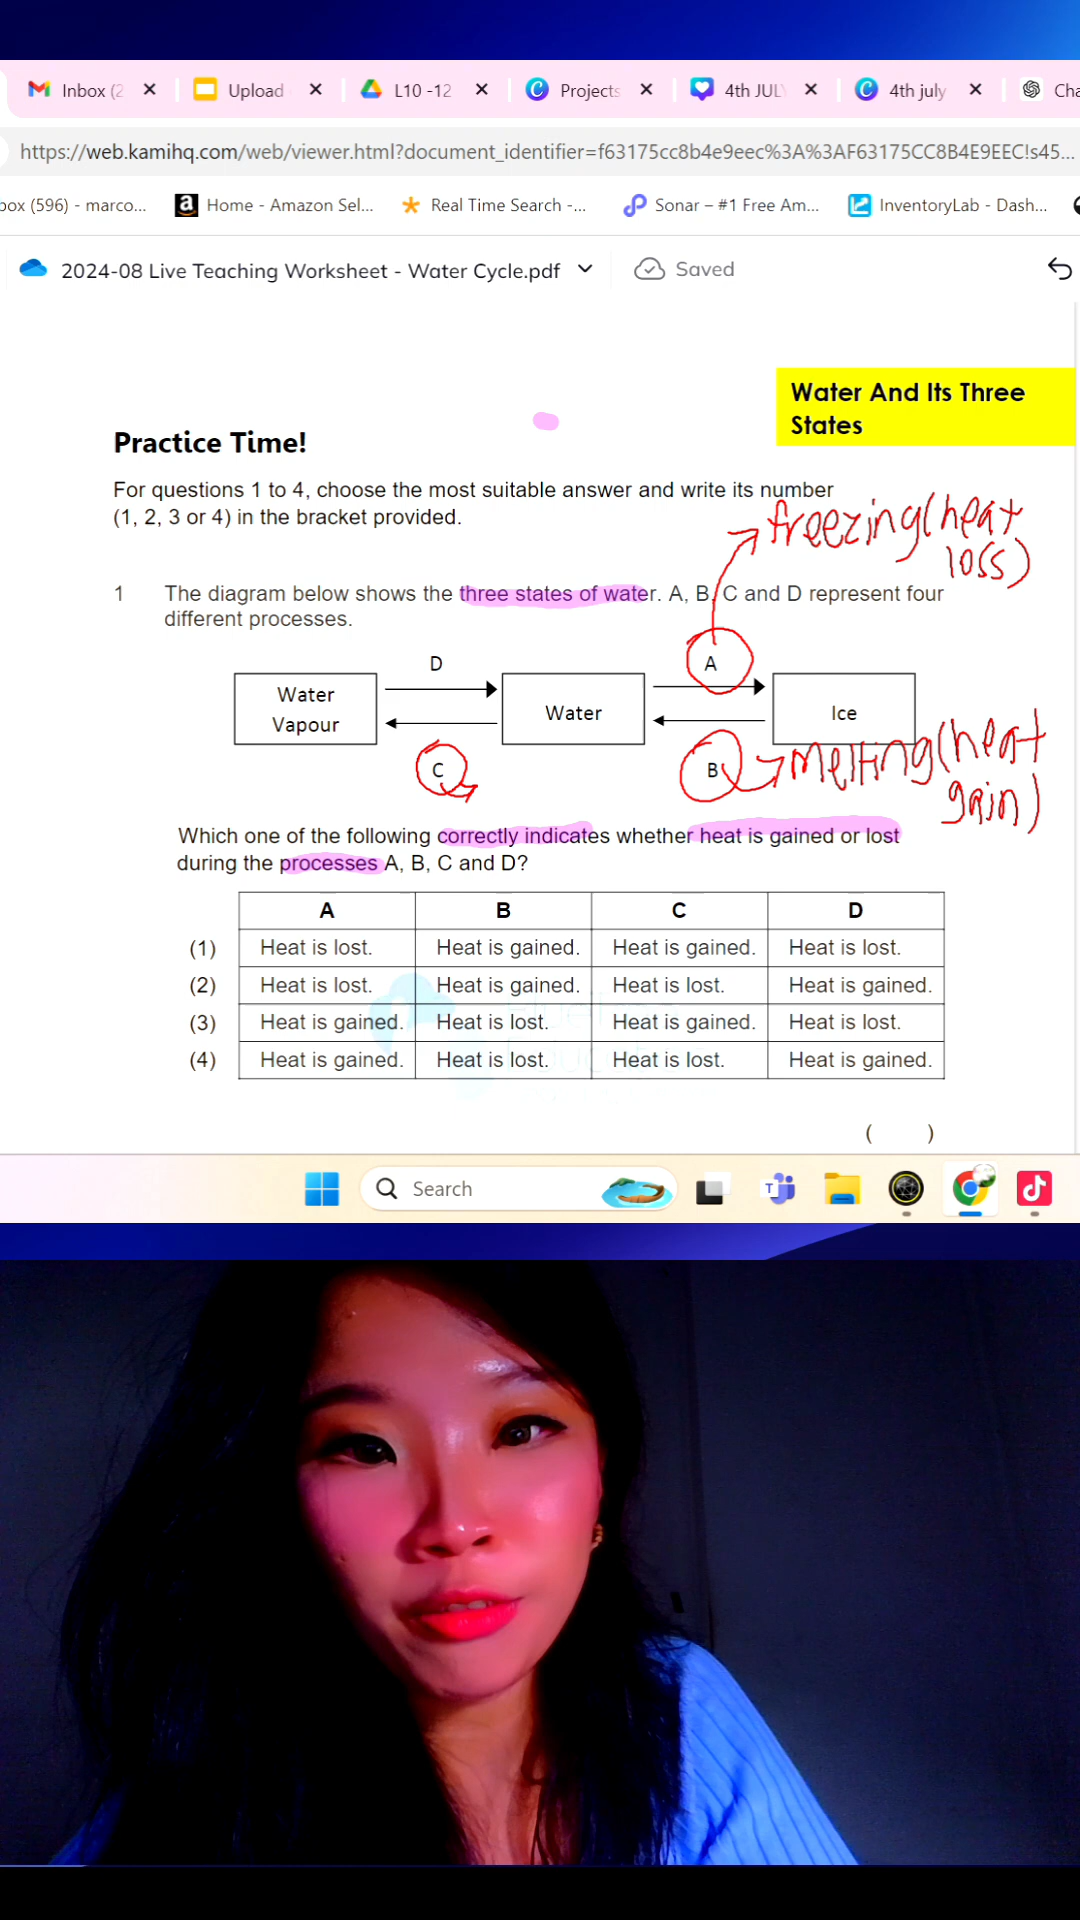 Inbox (2
Upload
L10 -12
Projects
4th JUL
4th july
Cha
https://web.kamihq.com/web/viewer.html?document_identifier=f63175cc8b4e9eec%3A%3AF63175CC8B4E9EEC!s45...
box (596) - marco...
Home - Amazon Sel...
Real Time Search -...
Sonar – #1 Free Am...
InventoryLab - Dash...
2024-08 Live Teaching Worksheet - Water Cycle.pdf
Saved
Water And Its Three
States
Practice Time!
For questions 1 to 4, choose the most suitable answer and write its number
(1, 2, 3 or 4) in the bracket provided.
freezing(heat
loss)
1 The diagram below shows the three states of water. A, B, C and D represent four
different processes.
D
A
Water
Vapour
Water
Ice
C
B
melting(heat
gain)
Which one of the following correctly indicates whether heat is gained or lost
during the processes A, B, C and D?
A B C D
(1) Heat is lost. Heat is gained. Heat is gained. Heat is lost.
(2) Heat is lost. Heat is gained. Heat is lost. Heat is gained.
(3) Heat is gained. Heat is lost. Heat is gained. Heat is lost.
(4) Heat is gained. Heat is lost. Heat is lost. Heat is gained.
( )
Search